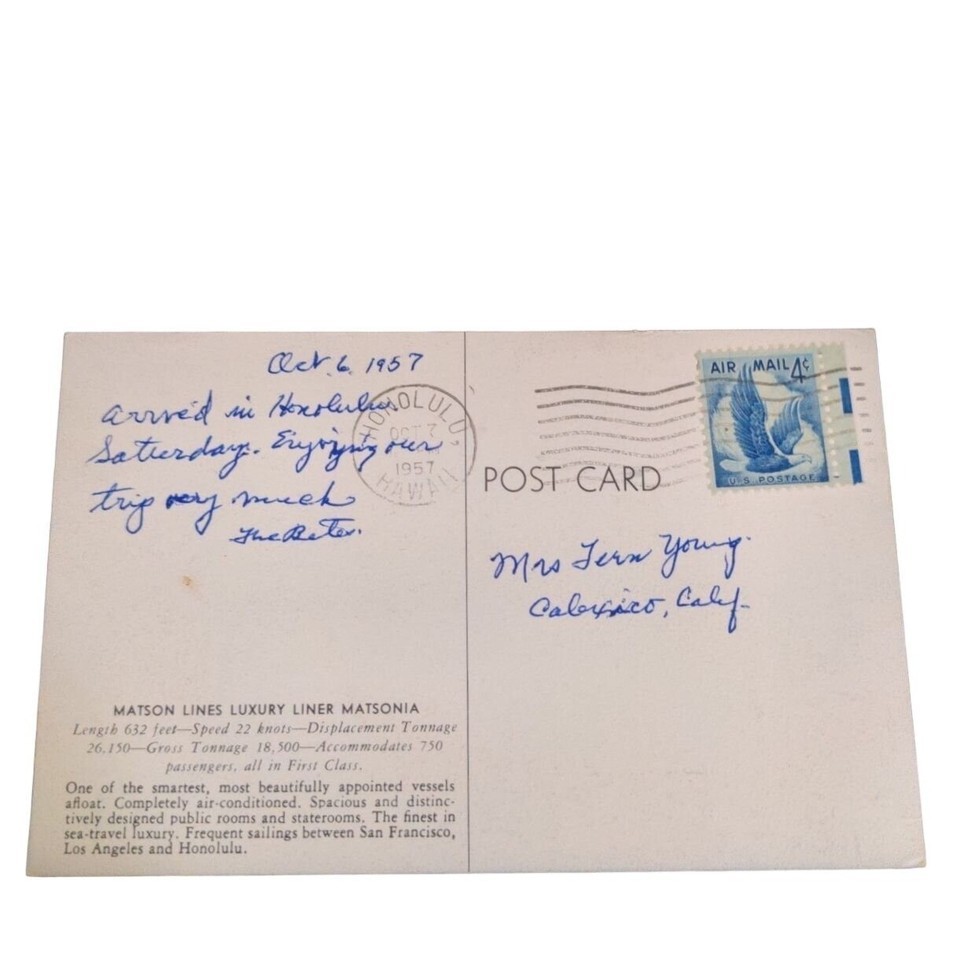 Oct. 6, 1957
Arrived in Honolulu
Saturday. Enjoying our
trip very much
The
HONOLULU,
OCT 7
1957
HAWAII
AIR MAIL 4¢
U.S. POSTAGE
POST CARD
Mrs Fern Young.
Calexico, Calif.
MATSON LINES LUXURY LINER MATSONIA
Length 632 feet—Speed 22 knots—Displacement Tonnage
26,150—Gross Tonnage 18,500—Accommodates 750
passengers, all in First Class.
One of the smartest, most beautifully appointed vessels
afloat. Completely air-conditioned. Spacious and distinc-
tively designed public rooms and staterooms. The finest in
sea-travel luxury. Frequent sailings between San Francisco,
Los Angeles and Honolulu.